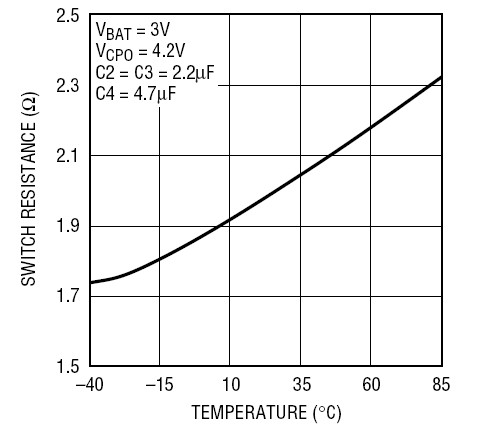 2.5
VBAT = 3V
VCPO = 4.2V
C2 = C3 = 2.2µF
C4 = 4.7µF
2.3
2.1
1.9
1.7
1.5
SWITCH RESISTANCE (Ω)
–40 –15 10 35 60 85
TEMPERATURE (°C)